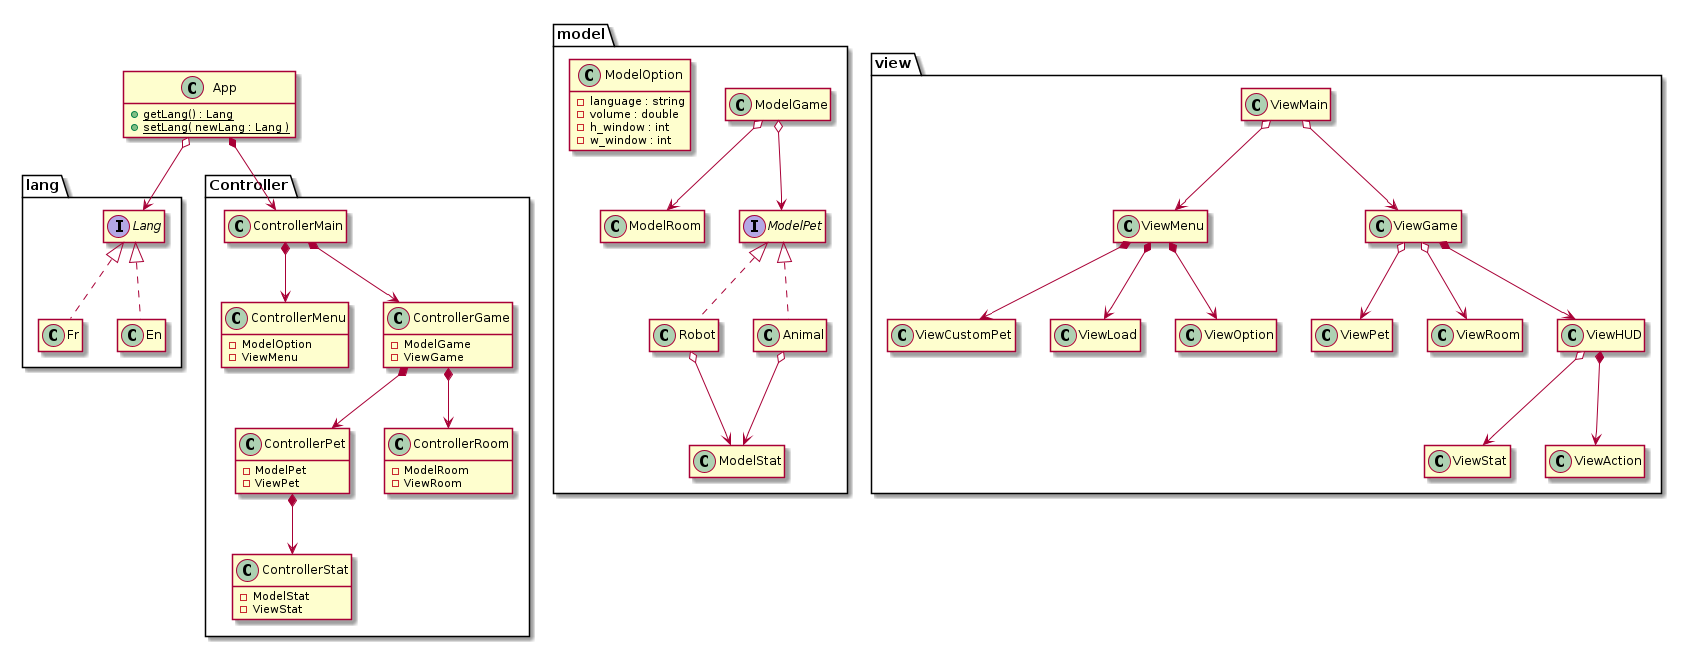 C App
getLang() : Lang
setLang( newLang : Lang )
lang
I Lang
C Fr
C En
Controller
C ControllerMain
C ControllerMenu
ModelOption
ViewMenu
C ControllerGame
ModelGame
ViewGame
C ControllerPet
ModelPet
ViewPet
C ControllerRoom
ModelRoom
ViewRoom
C ControllerStat
ModelStat
ViewStat
model
C ModelOption
language : string
volume : double
h_window : int
w_window : int
C ModelGame
C ModelRoom
I ModelPet
C Robot
C Animal
C ModelStat
view
C ViewMain
C ViewMenu
C ViewGame
C ViewCustomPet
C ViewLoad
C ViewOption
C ViewPet
C ViewRoom
C ViewHUD
C ViewStat
C ViewAction